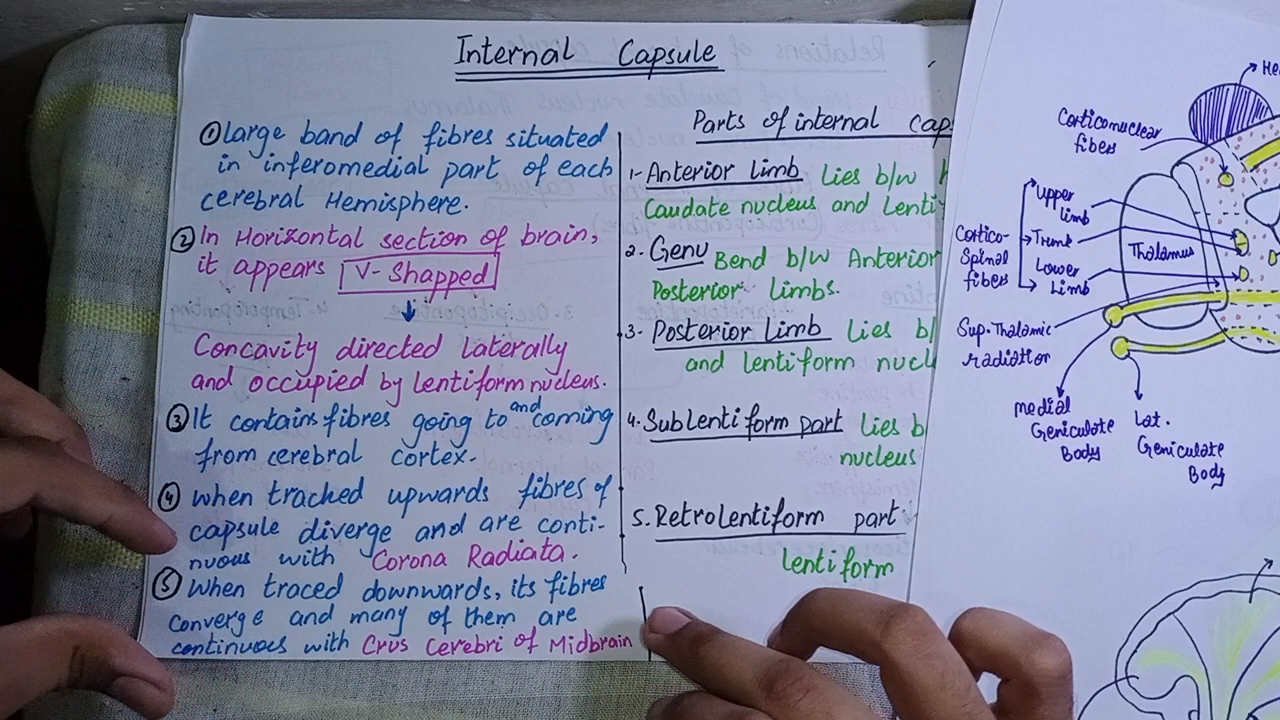 Internal Capsule
① Large band of fibres situated
in inferomedial part of each
cerebral Hemisphere.
② In Horizontal section of brain,
it appears V-Shapped
Concavity directed laterally
and occupied by lentiform nucleus.
③ It contains fibres going to and coming
from cerebral cortex.
④ when tracked upwards fibres of
capsule diverge and are conti-
nuous with Corona Radiata.
⑤ When traced downwards, its fibres
converge and many of them are
continuous with Crus Cerebri of Midbrain
Parts of internal cap
1- Anterior limb Lies b/w
Caudate nucleus and Lenti
2. Genu Bend b/w Anterior
Posterior limbs.
3. Posterior Limb Lies b/
and lentiform nucl
4. Sublentiform part Lies b
nucleus
5. Retrolentiform part
lentiform
He
Corticonuclear
fibers
Cortico-
Spinal
fibers
Upper
limb
Trunk
Lower
Limb
Thalamus
Sup. Thalamic
radiation
medial
Geniculate
Body
Lat.
Geniculate
Body